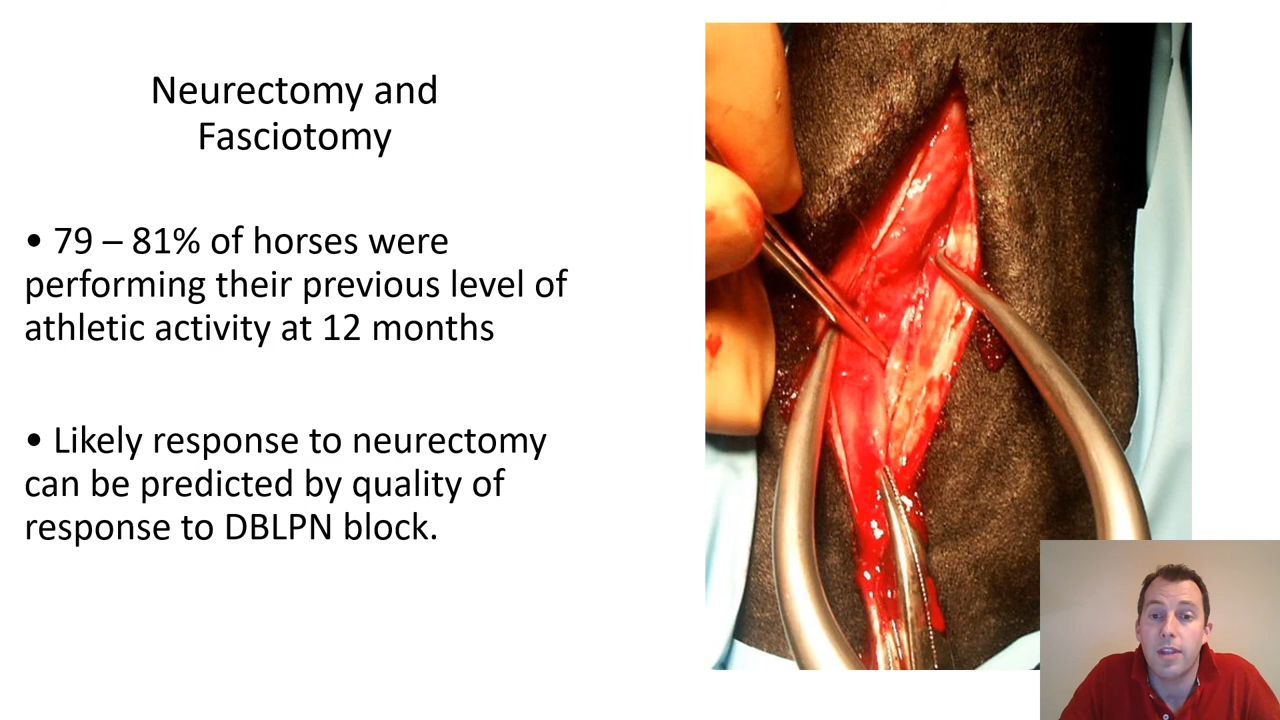 Neurectomy and
Fasciotomy
• 79 – 81% of horses were
performing their previous level of
athletic activity at 12 months
• Likely response to neurectomy
can be predicted by quality of
response to DBLPN block.